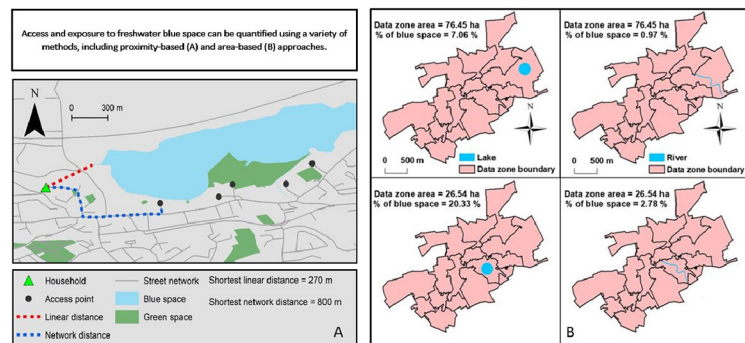 Access and exposure to freshwater blue space can be quantified using a variety of
methods, including proximity-based (A) and area-based (B) approaches.
N
0 300 m
Household
Access point
Linear distance
Network distance
Street network
Blue space
Green space
Shortest linear distance = 270 m
Shortest network distance = 800 m
A
Data zone area = 76.45 ha
% of blue space = 7.06 %
N
0 500 m
Lake
Data zone boundary
Data zone area = 76.45 ha
% of blue space = 0.97 %
N
0 500 m
River
Data zone boundary
Data zone area = 26.54 ha
% of blue space = 20.33 %
Data zone area = 26.54 ha
% of blue space = 2.78 %
B